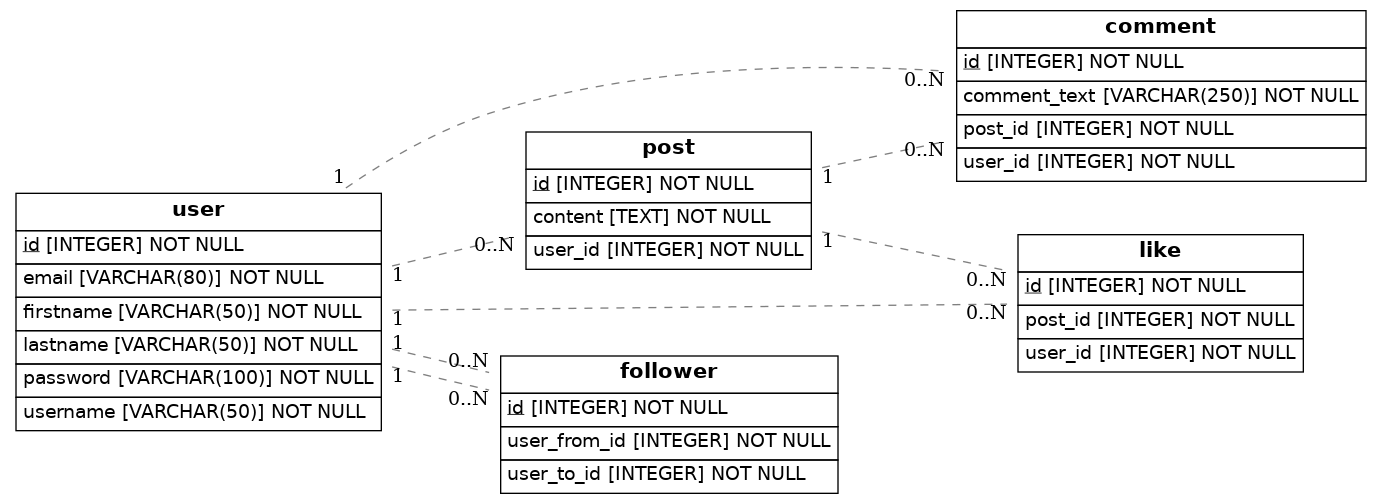 user
id [INTEGER] NOT NULL
email [VARCHAR(80)] NOT NULL
firstname [VARCHAR(50)] NOT NULL
lastname [VARCHAR(50)] NOT NULL
password [VARCHAR(100)] NOT NULL
username [VARCHAR(50)] NOT NULL
1
1
1
1
1
post
id [INTEGER] NOT NULL
content [TEXT] NOT NULL
user_id [INTEGER] NOT NULL
0..N
1
1
follower
id [INTEGER] NOT NULL
user_from_id [INTEGER] NOT NULL
user_to_id [INTEGER] NOT NULL
0..N
0..N
comment
id [INTEGER] NOT NULL
comment_text [VARCHAR(250)] NOT NULL
post_id [INTEGER] NOT NULL
user_id [INTEGER] NOT NULL
0..N
0..N
like
id [INTEGER] NOT NULL
post_id [INTEGER] NOT NULL
user_id [INTEGER] NOT NULL
0..N
0..N